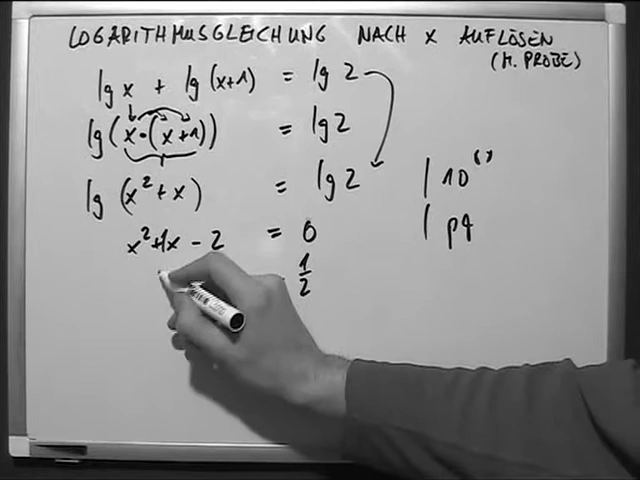 LOGARITHMUSGLEICHUNG NACH x AUFLÖSEN
(M. PROBE)
lg x + lg(x+1) = lg 2
lg(x·(x+1)) = lg 2
lg (x² + x) = lg 2 | 10^( )
x² + 1x - 2 = 0 | pq
1/2